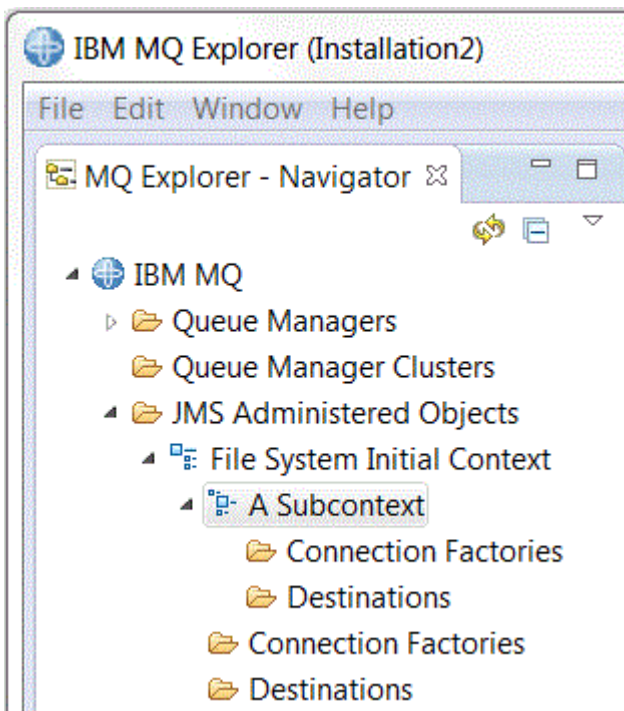 IBM MQ Explorer (Installation2)
File Edit Window Help
MQ Explorer - Navigator
IBM MQ
Queue Managers
Queue Manager Clusters
JMS Administered Objects
File System Initial Context
A Subcontext
Connection Factories
Destinations
Connection Factories
Destinations